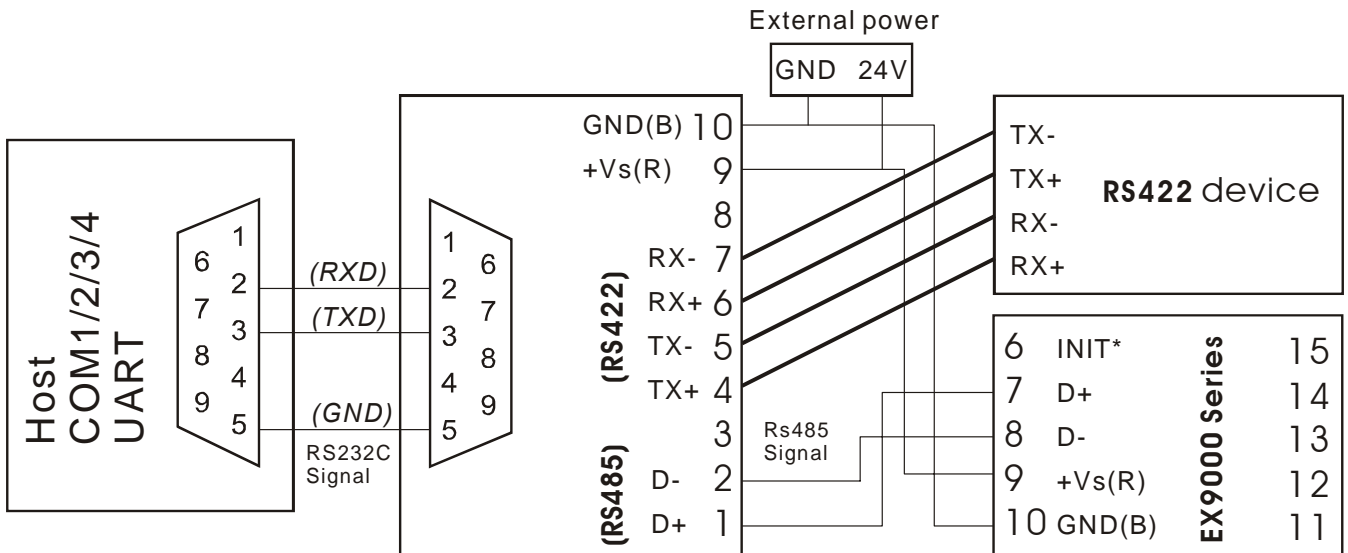 External power
GND 24V
Host
COM1/2/3/4
UART
1
2
3
4
5
6
7
8
9
(RXD)
(TXD)
(GND)
RS232C
Signal
1
2
3
4
5
6
7
8
9
GND(B) 10
+Vs(R) 9
8
(RS422)
RX- 7
RX+ 6
TX- 5
TX+ 4
3
(RS485)
D- 2
D+ 1
Rs485
Signal
TX-
TX+
RX-
RX+
RS422 device
6 INIT*
7 D+
8 D-
9 +Vs(R)
10 GND(B)
EX9000 Series
15
14
13
12
11